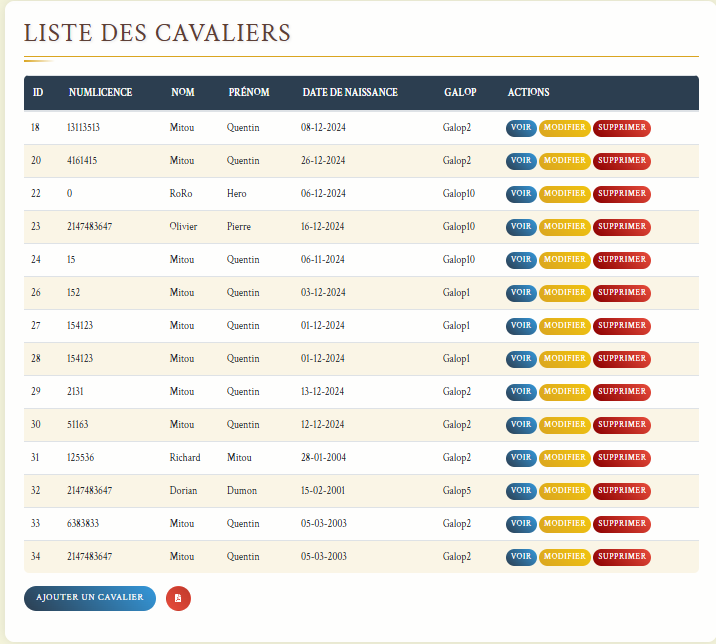 LISTE DES CAVALIERS
ID NUMLICENCE NOM PRÉNOM DATE DE NAISSANCE GALOP ACTIONS
18 13113513 Mitou Quentin 08-12-2024 Galop2 VOIR MODIFIER SUPPRIMER
20 4161415 Mitou Quentin 26-12-2024 Galop2 VOIR MODIFIER SUPPRIMER
22 0 RoRo Hero 06-12-2024 Galop10 VOIR MODIFIER SUPPRIMER
23 2147483647 Olivier Pierre 16-12-2024 Galop10 VOIR MODIFIER SUPPRIMER
24 15 Mitou Quentin 06-11-2024 Galop10 VOIR MODIFIER SUPPRIMER
26 152 Mitou Quentin 03-12-2024 Galop1 VOIR MODIFIER SUPPRIMER
27 154123 Mitou Quentin 01-12-2024 Galop1 VOIR MODIFIER SUPPRIMER
28 154123 Mitou Quentin 01-12-2024 Galop1 VOIR MODIFIER SUPPRIMER
29 2131 Mitou Quentin 13-12-2024 Galop2 VOIR MODIFIER SUPPRIMER
30 51163 Mitou Quentin 12-12-2024 Galop2 VOIR MODIFIER SUPPRIMER
31 125536 Richard Mitou 28-01-2004 Galop2 VOIR MODIFIER SUPPRIMER
32 2147483647 Dorian Dumon 15-02-2001 Galop5 VOIR MODIFIER SUPPRIMER
33 6383833 Mitou Quentin 05-03-2003 Galop2 VOIR MODIFIER SUPPRIMER
34 2147483647 Mitou Quentin 05-03-2003 Galop2 VOIR MODIFIER SUPPRIMER
AJOUTER UN CAVALIER